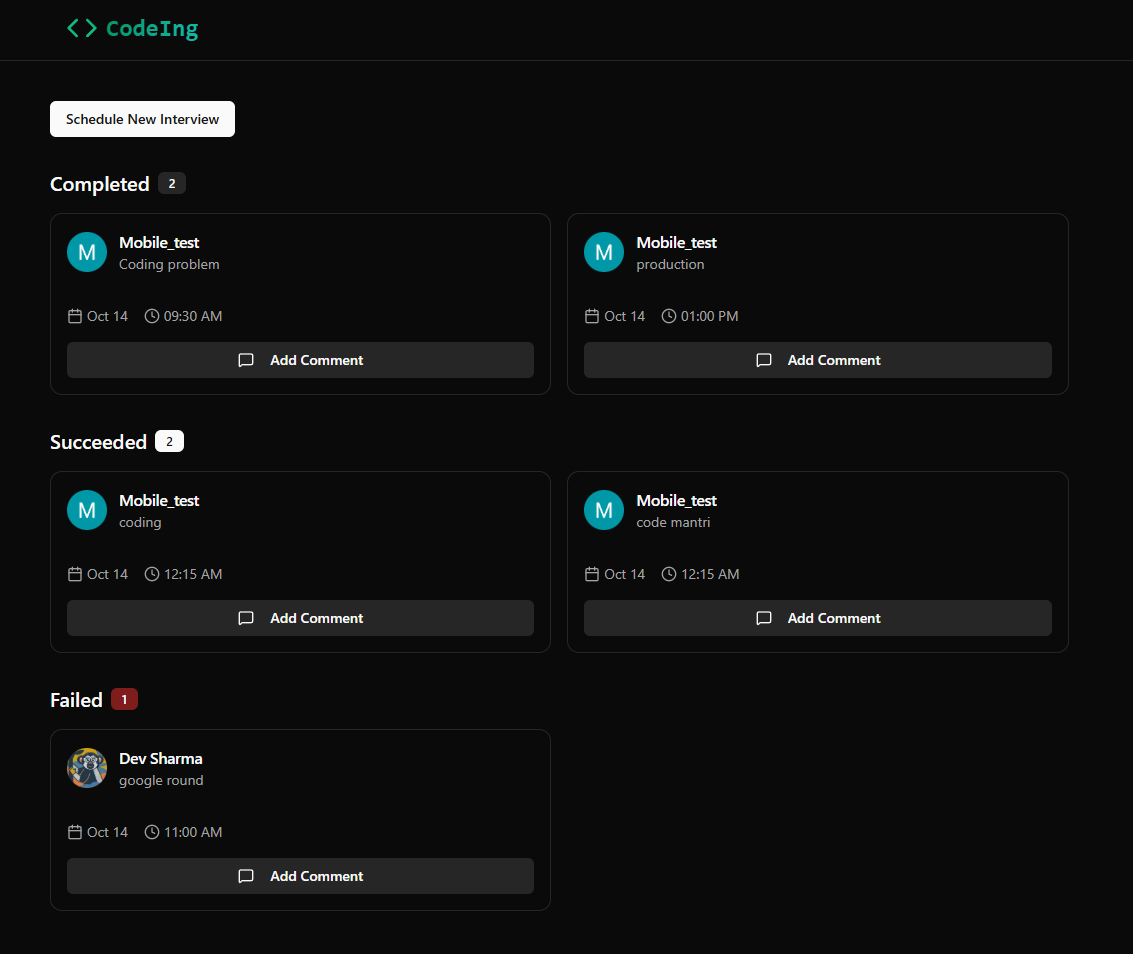 <> CodeIng
Schedule New Interview
Completed 2
Mobile_test
Coding problem
Oct 14 09:30 AM
Add Comment
Mobile_test
production
Oct 14 01:00 PM
Add Comment
Succeeded 2
Mobile_test
coding
Oct 14 12:15 AM
Add Comment
Mobile_test
code mantri
Oct 14 12:15 AM
Add Comment
Failed 1
Dev Sharma
google round
Oct 14 11:00 AM
Add Comment
M
M
M
M